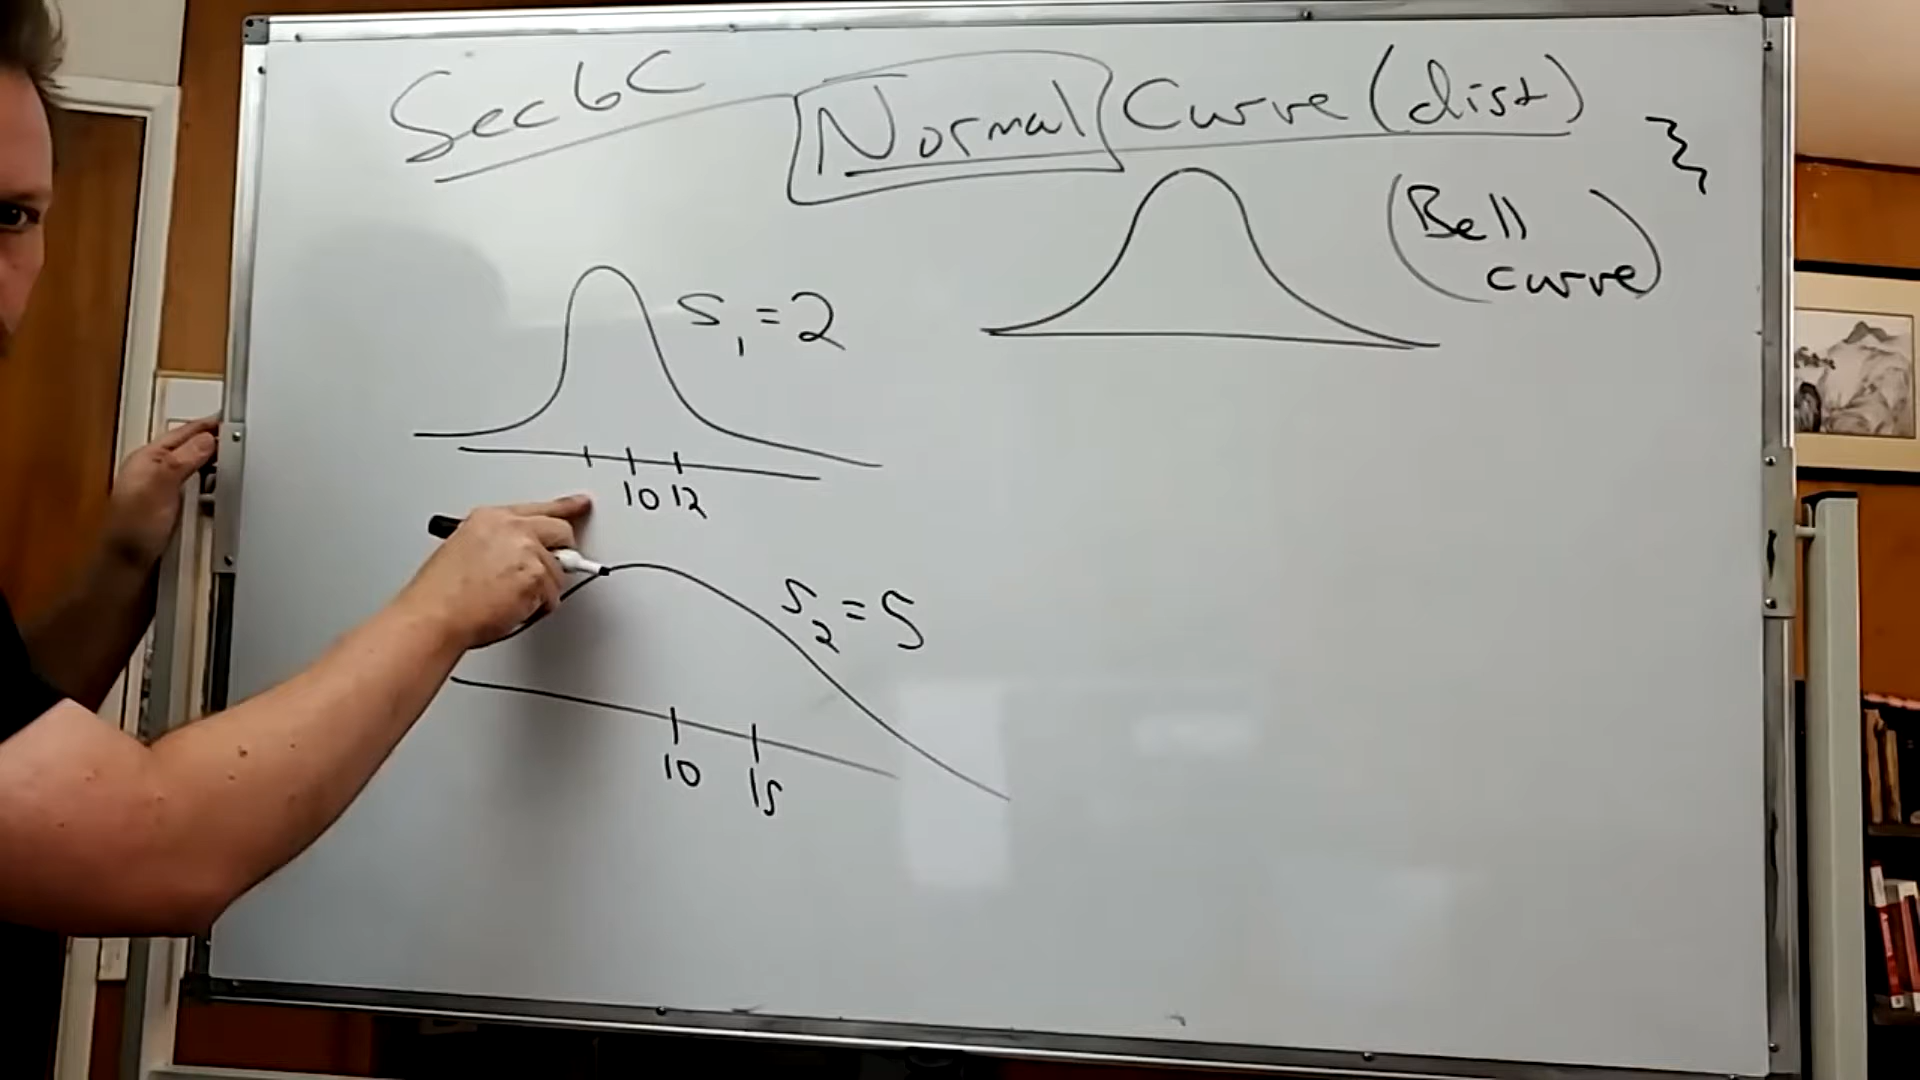 Sec 6C Normal Curve (dist)
(Bell
curve)
S₁ = 2
10 12
S₂ = 5
10 15